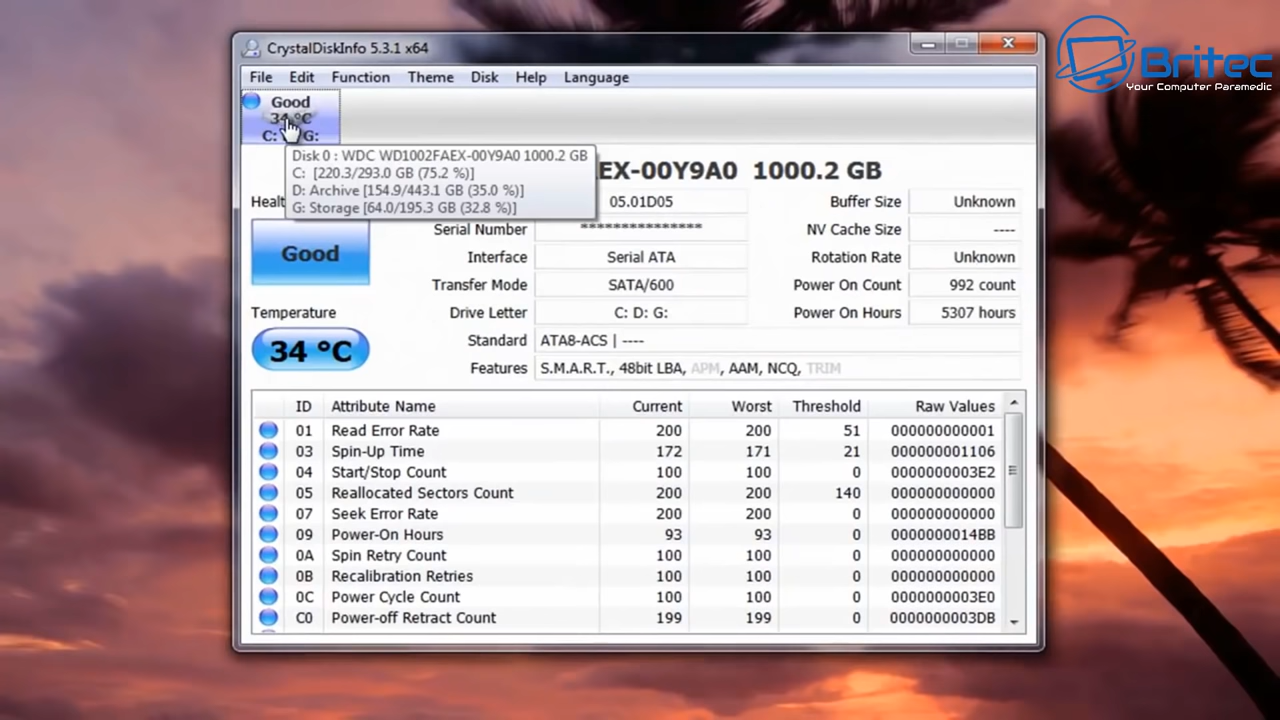 CrystalDiskInfo 5.3.1 x64
Britec
Your Computer Paramedic
File Edit Function Theme Disk Help Language
Good
34 °C
C: G:
Disk 0 : WDC WD1002FAEX-00Y9A0 1000.2 GB
C: [220.3/293.0 GB (75.2 %)]
D: Archive [154.9/443.1 GB (35.0 %)]
G: Storage [64.0/195.3 GB (32.8 %)]
EX-00Y9A0 1000.2 GB
05.01D05 Buffer Size Unknown
Serial Number *************** NV Cache Size ----
Good
Interface Serial ATA Rotation Rate Unknown
Transfer Mode SATA/600 Power On Count 992 count
Temperature Drive Letter C: D: G: Power On Hours 5307 hours
34 °C
Standard ATA8-ACS | ----
Features S.M.A.R.T., 48bit LBA, APM, AAM, NCQ, TRIM
ID Attribute Name Current Worst Threshold Raw Values
01 Read Error Rate 200 200 51 000000000001
03 Spin-Up Time 172 171 21 000000001106
04 Start/Stop Count 100 100 0 0000000003E2
05 Reallocated Sectors Count 200 200 140 000000000000
07 Seek Error Rate 200 200 0 000000000000
09 Power-On Hours 93 93 0 0000000014BB
0A Spin Retry Count 100 100 0 000000000000
0B Recalibration Retries 100 100 0 000000000000
0C Power Cycle Count 100 100 0 0000000003E0
C0 Power-off Retract Count 199 199 0 0000000003DB